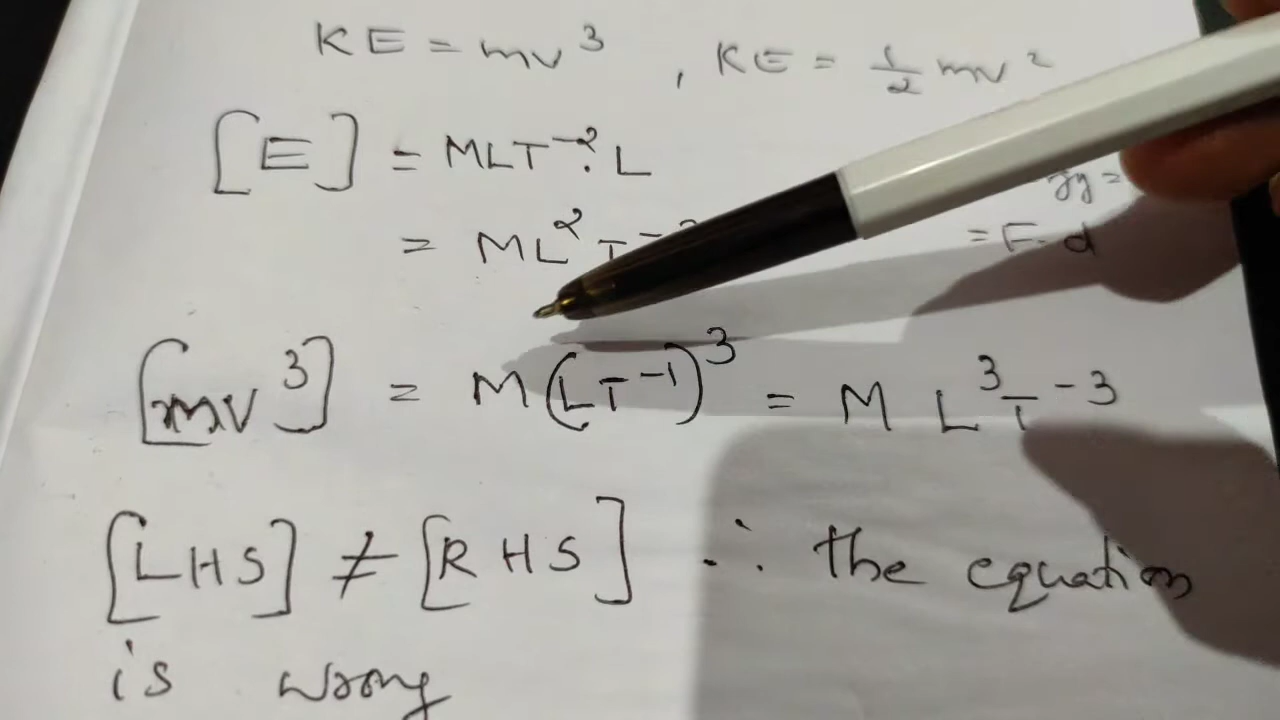 KE = mv³ , KE = 1/2 mv²
[E] = MLT⁻² . L
= ML²T⁻²
= F. d
[mv³] = M(LT⁻¹)³ = M L³T⁻³
[LHS] ≠ [RHS] ∴ the equation
is wrong